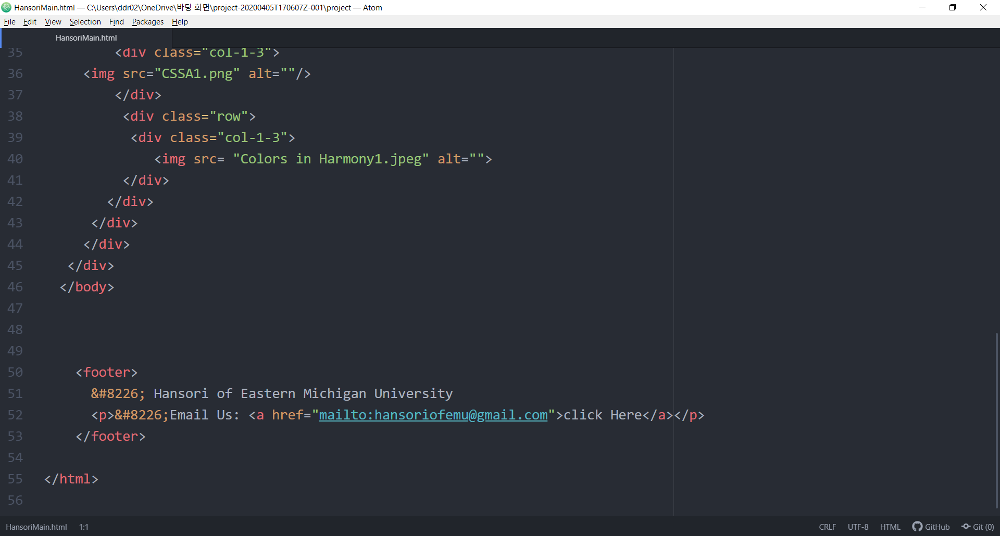 HansoriMain.html — C:\Users\ddr02\OneDrive\바탕 화면\project-20200405T170607Z-001\project — Atom
File Edit View Selection Find Packages Help
HansoriMain.html
35 <div class="col-1-3">
36 <img src="CSSA1.png" alt=""/>
37 </div>
38 <div class="row">
39 <div class="col-1-3">
40 <img src= "Colors in Harmony1.jpeg" alt="">
41 </div>
42 </div>
43 </div>
44 </div>
45 </div>
46 </body>
47
48
49
50 <footer>
51 &#8226; Hansori of Eastern Michigan University
52 <p>&#8226;Email Us: <a href="mailto:hansoriofemu@gmail.com">click Here</a></p>
53 </footer>
54
55 </html>
56
HansoriMain.html 1:1 CRLF UTF-8 HTML GitHub Git (0)